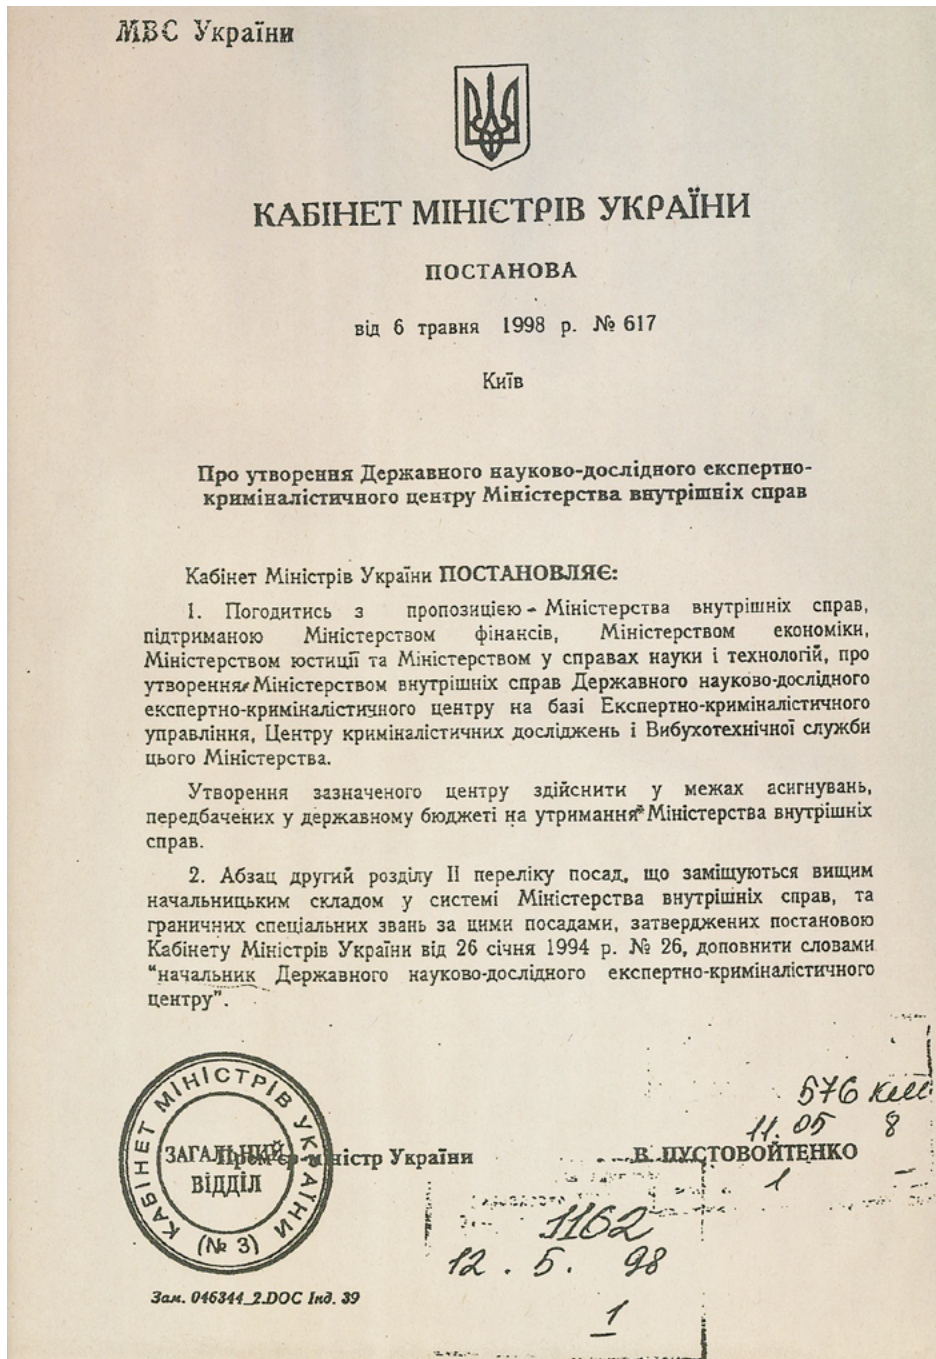 МВС України
КАБІНЕТ МІНІСТРІВ УКРАЇНИ
ПОСТАНОВА
від 6 травня 1998 р. № 617
Київ
Про утворення Державного науково-дослідного експертно-
криміналістичного центру Міністерства внутрішніх справ
Кабінет Міністрів України ПОСТАНОВЛЯЄ:
1. Погодитись з пропозицією Міністерства внутрішніх справ,
підтриманою Міністерством фінансів, Міністерством економіки,
Міністерством юстиції та Міністерством у справах науки і технологій, про
утворення Міністерством внутрішніх справ Державного науково-дослідного
експертно-криміналістичного центру на базі Експертно-криміналістичного
управління, Центру криміналістичних досліджень і Вибухотехнічної служби
цього Міністерства.
Утворення зазначеного центру здійснити у межах асигнувань,
передбачених у державному бюджеті на утримання Міністерства внутрішніх
справ.
2. Абзац другий розділу II переліку посад, що заміщуються вищим
начальницьким складом у системі Міністерства внутрішніх справ, та
граничних спеціальних звань за цими посадами, затверджених постановою
Кабінету Міністрів України від 26 січня 1994 р. № 26, доповнити словами
"начальник Державного науково-дослідного експертно-криміналістичного
центру".
576
11.05 8
Прем'єр-міністр України В. ПУСТОВОЙТЕНКО
КАБІНЕТ МІНІСТРІВ УКРАЇНИ
ЗАГАЛЬНИЙ
ВІДДІЛ
(№ 3)
1
1162
12.5.98
1
Зам. 046344_2.DOC Інд. 39